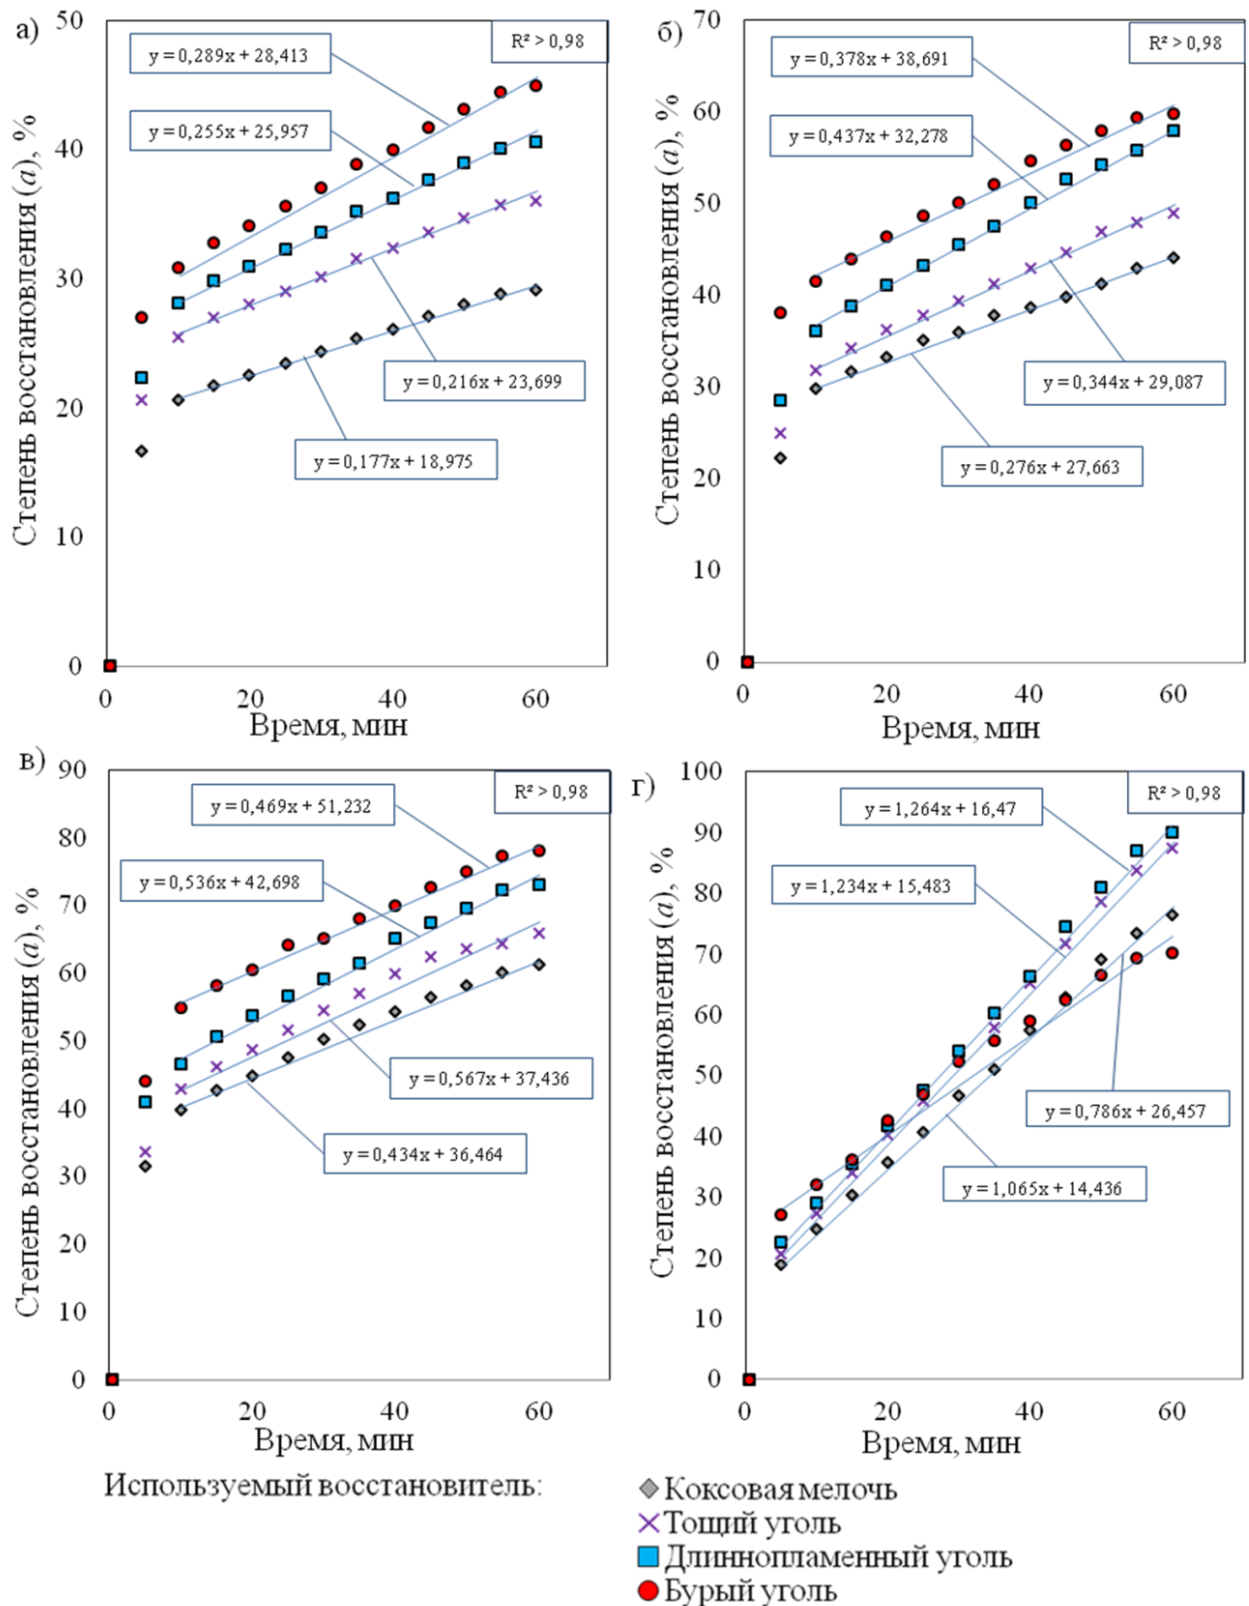 а)
Степень восстановления (a), %
50
40
30
20
10
0
0 20 40 60
Время, мин
R² > 0,98
y = 0,289x + 28,413
y = 0,255x + 25,957
y = 0,216x + 23,699
y = 0,177x + 18,975
б)
Степень восстановления (a), %
70
60
50
40
30
20
10
0
0 20 40 60
Время, мин
R² > 0,98
y = 0,378x + 38,691
y = 0,437x + 32,278
y = 0,344x + 29,087
y = 0,276x + 27,663
в)
Степень восстановления (a), %
90
80
70
60
50
40
30
20
10
0
0 20 40 60
Время, мин
R² > 0,98
y = 0,469x + 51,232
y = 0,536x + 42,698
y = 0,567x + 37,436
y = 0,434x + 36,464
г)
Степень восстановления (a), %
100
90
80
70
60
50
40
30
20
10
0
0 20 40 60
Время, мин
R² > 0,98
y = 1,264x + 16,47
y = 1,234x + 15,483
y = 0,786x + 26,457
y = 1,065x + 14,436
Используемый восстановитель:
Коксовая мелочь
Тощий уголь
Длиннопламенный уголь
Бурый уголь